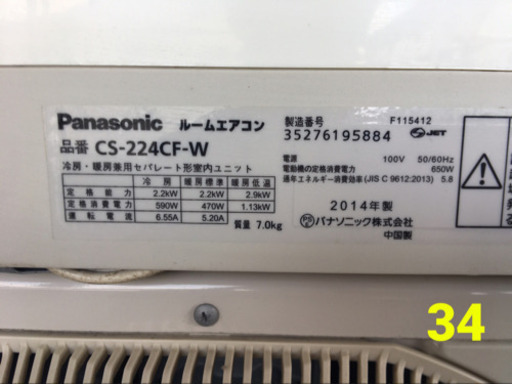 Panasonic ルームエアコン
品番 CS-224CF-W
冷房・暖房兼用セパレート形室内ユニット
冷房 暖房標準 暖房低温
定格能力 2.2kW 2.2kW 2.9kW
定格消費電力 590W 470W 1.13kW
運転電流 6.55A 5.20A
質量 7.0kg
製造番号 F115412
35276195884 JET
電源 100V 50/60Hz
電動機の定格消費電力 650W
通年エネルギー消費効率(JIS C 9612:2013) 5.8
2014年製
PS パナソニック株式会社
中国製
34